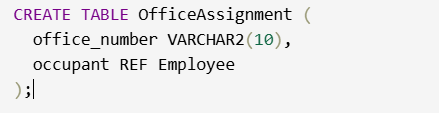 CREATE TABLE OfficeAssignment (
  office_number VARCHAR2(10),
  occupant REF Employee
);